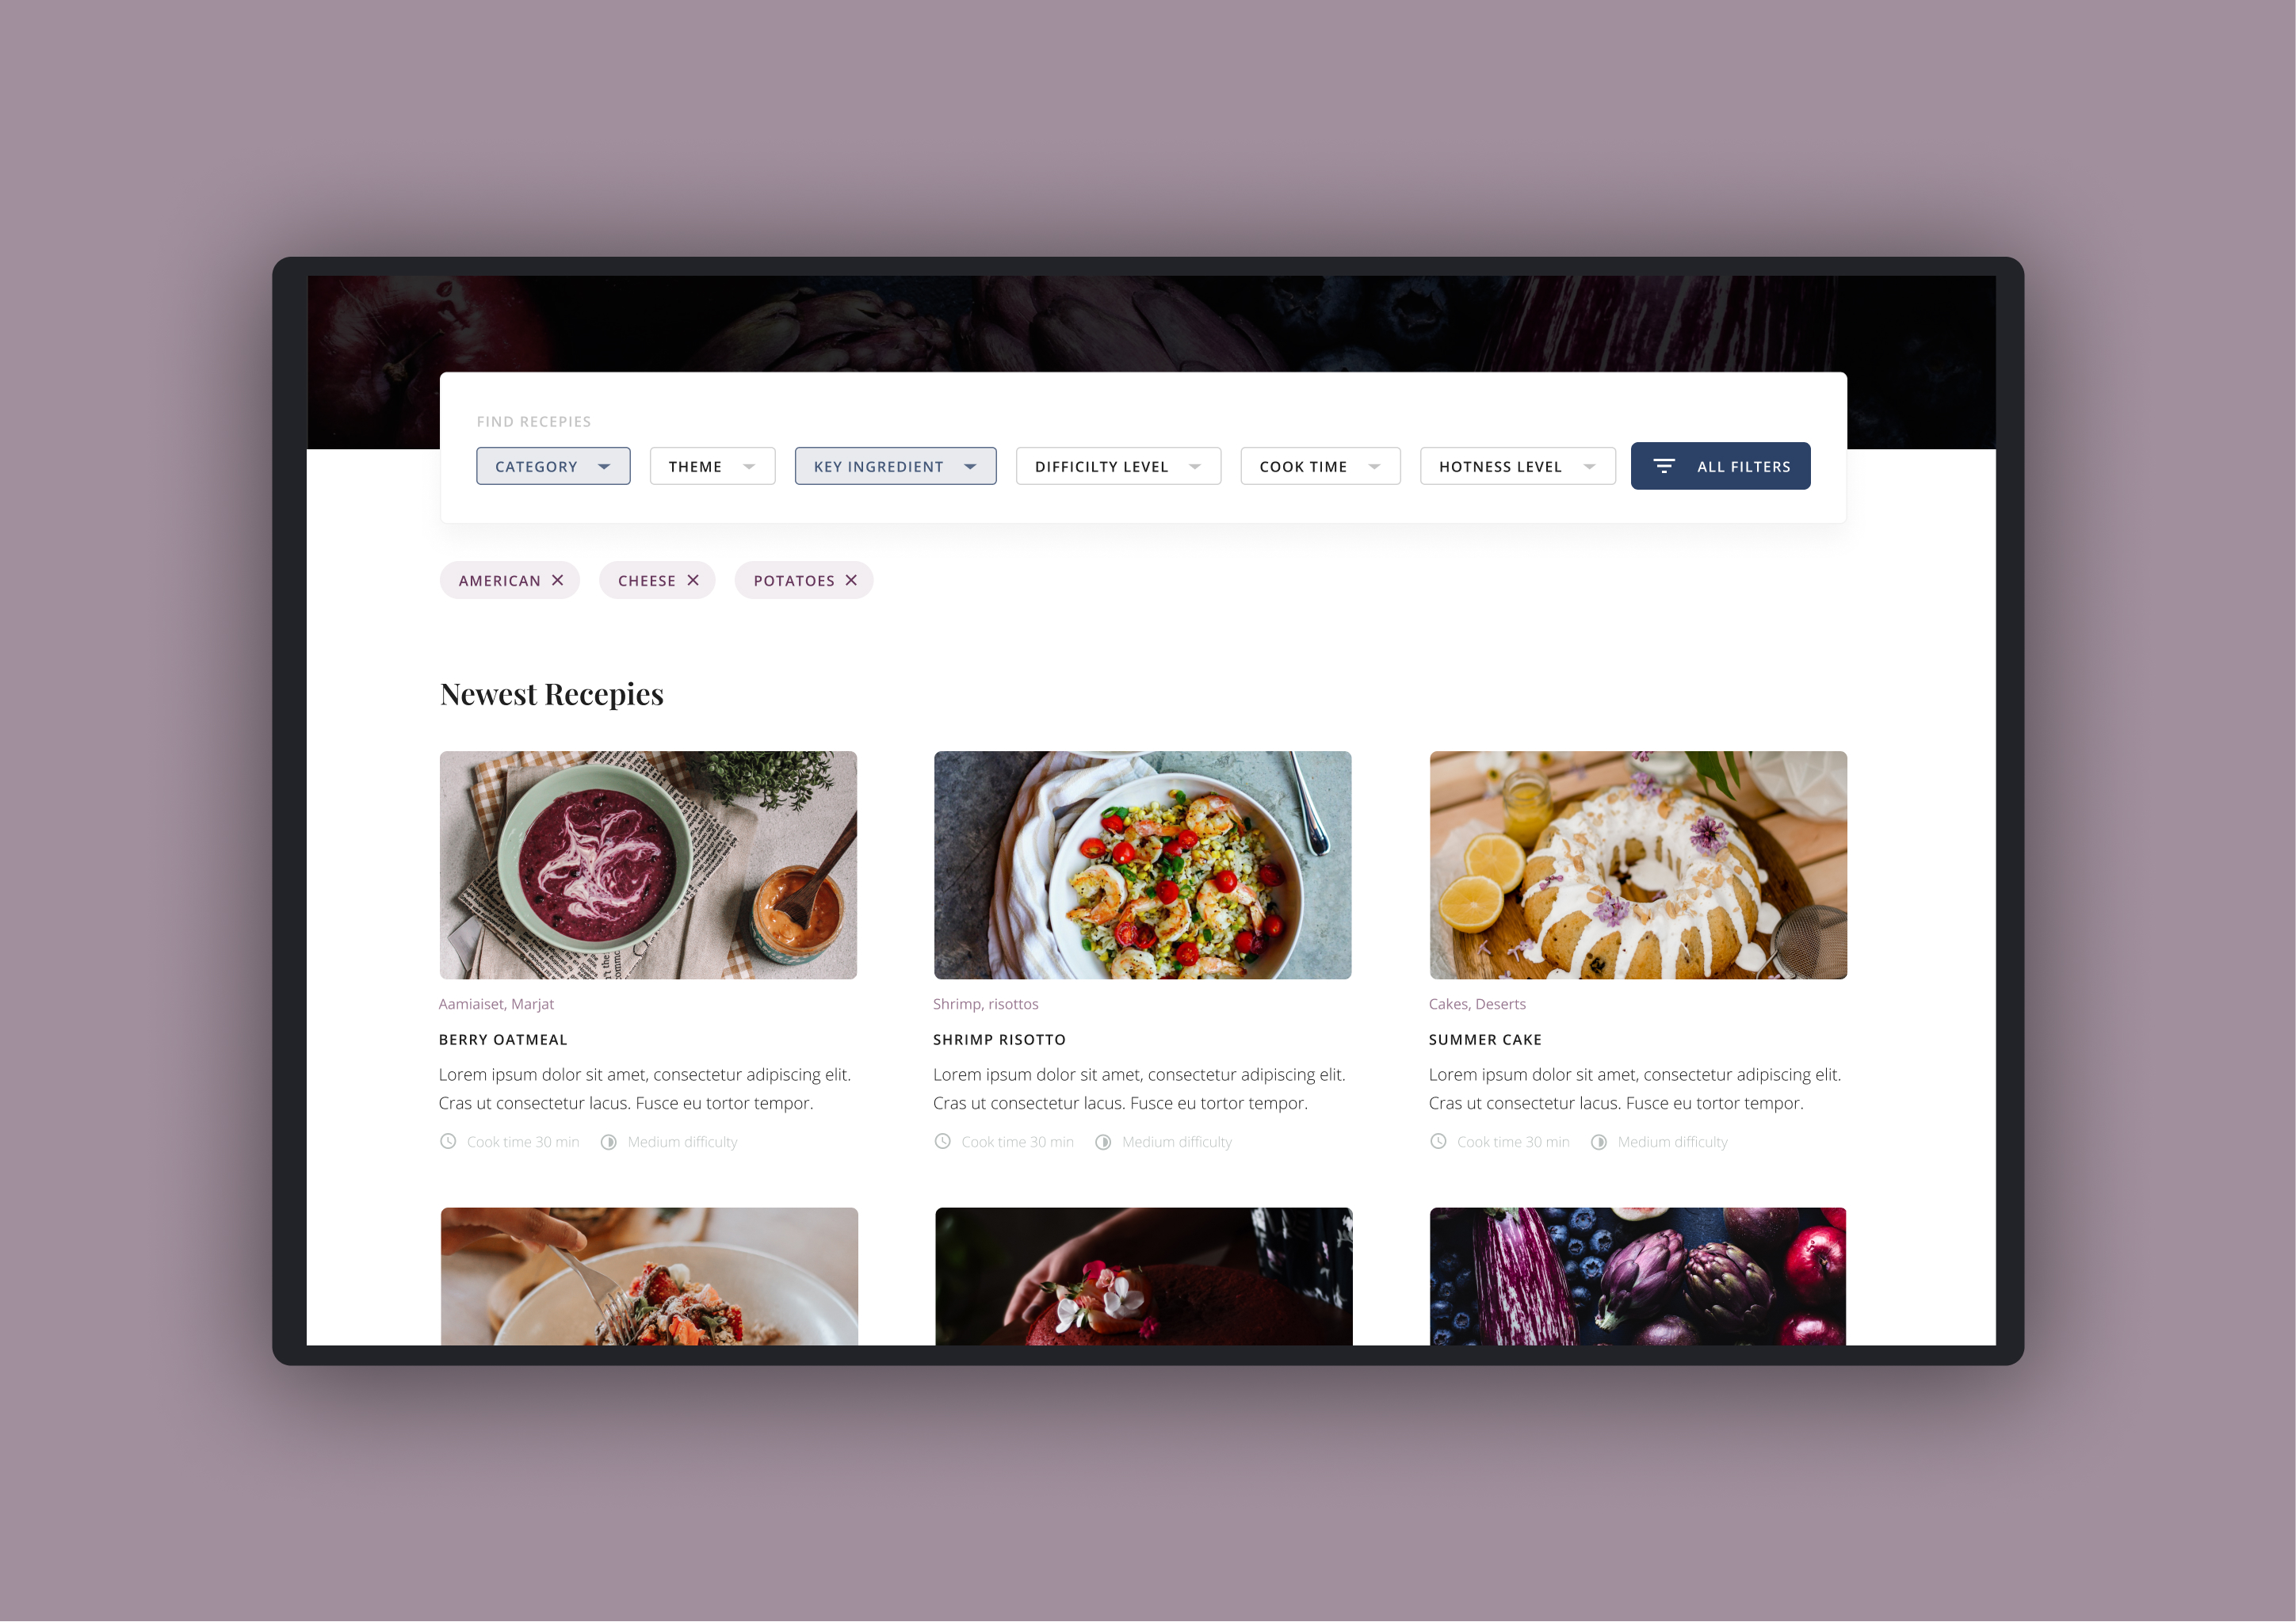 FIND RECEPIES
CATEGORY THEME KEY INGREDIENT DIFFICILTY LEVEL COOK TIME HOTNESS LEVEL ALL FILTERS
AMERICAN CHEESE POTATOES
Newest Recepies
Aamiaiset, Marjat
BERRY OATMEAL
Lorem ipsum dolor sit amet, consectetur adipiscing elit.
Cras ut consectetur lacus. Fusce eu tortor tempor.
Cook time 30 min Medium difficulty
Shrimp, risottos
SHRIMP RISOTTO
Lorem ipsum dolor sit amet, consectetur adipiscing elit.
Cras ut consectetur lacus. Fusce eu tortor tempor.
Cook time 30 min Medium difficulty
Cakes, Deserts
SUMMER CAKE
Lorem ipsum dolor sit amet, consectetur adipiscing elit.
Cras ut consectetur lacus. Fusce eu tortor tempor.
Cook time 30 min Medium difficulty